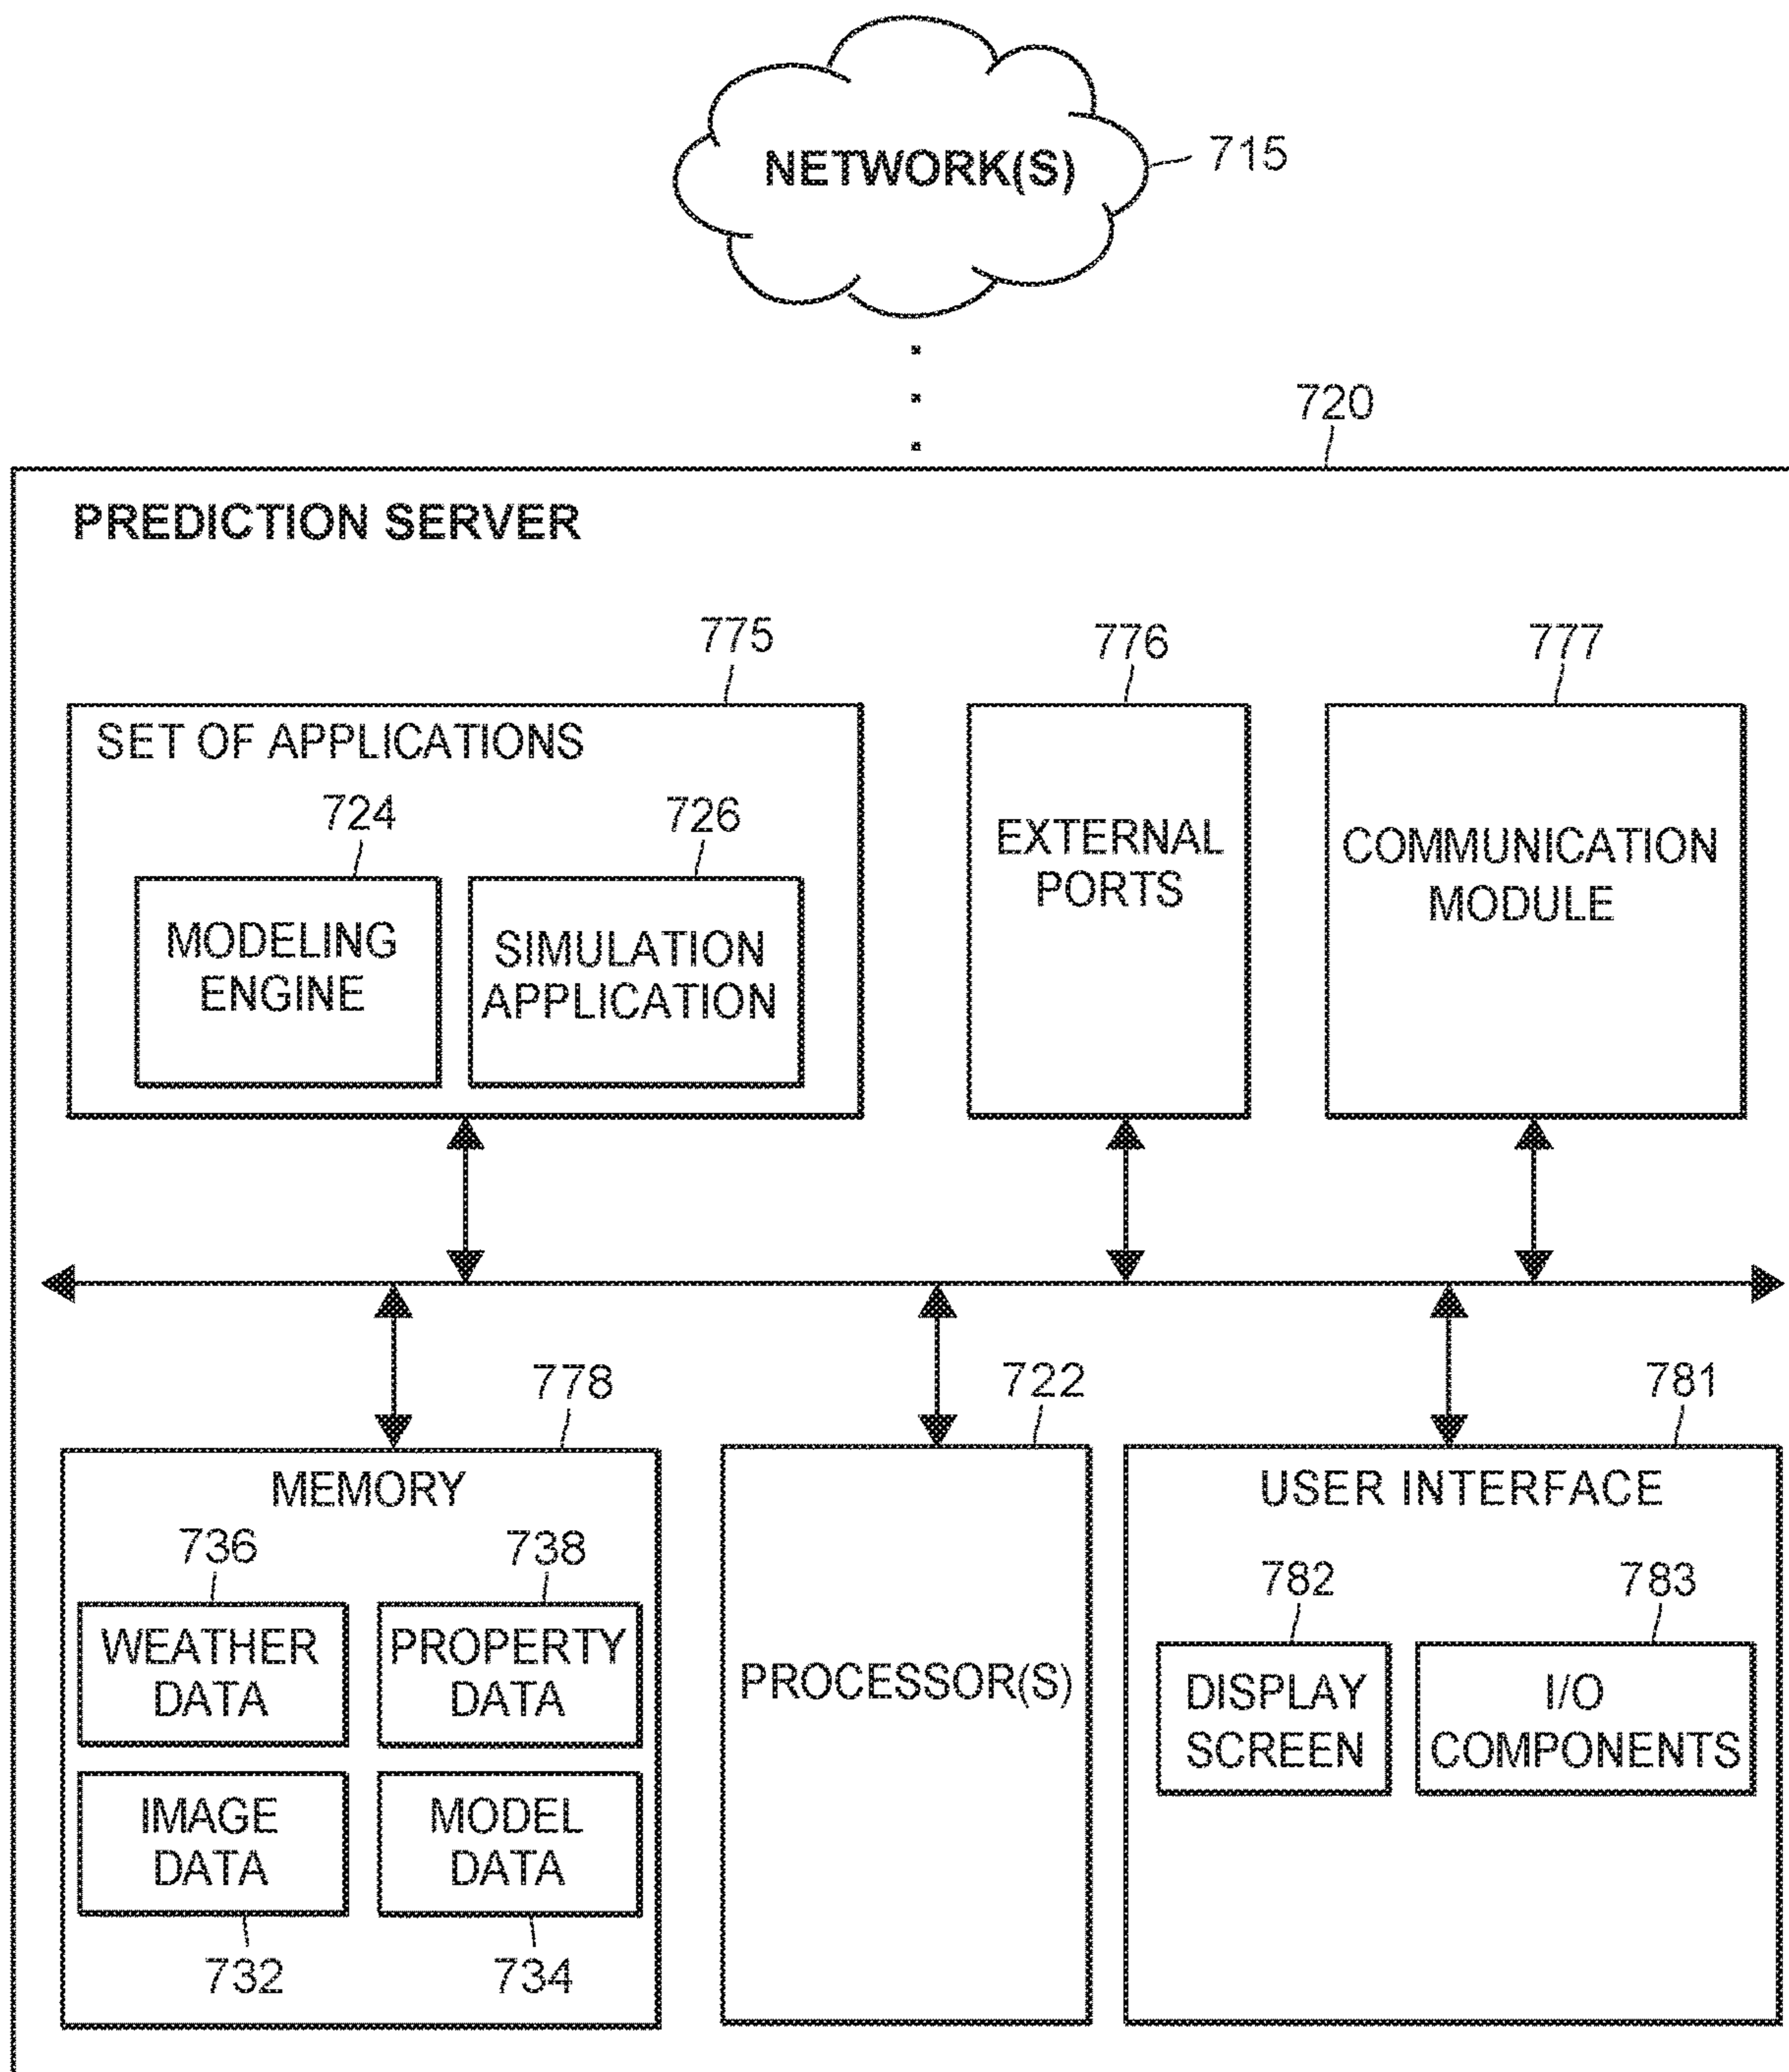 NETWORK(S)
715
720
PREDICTION SERVER
775
776
777
SET OF APPLICATIONS
724
726
MODELING
ENGINE
SIMULATION
APPLICATION
EXTERNAL
PORTS
COMMUNICATION
MODULE
778
722
781
MEMORY
736
738
WEATHER
DATA
PROPERTY
DATA
IMAGE
DATA
MODEL
DATA
732
734
PROCESSOR(S)
USER INTERFACE
782
783
DISPLAY
SCREEN
I/O
COMPONENTS